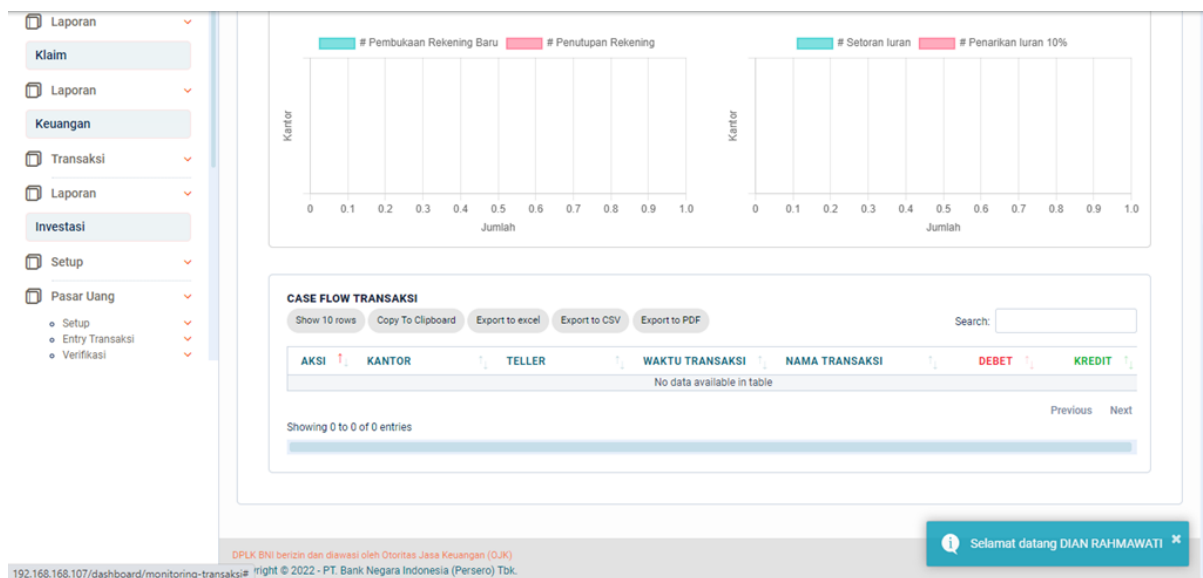 Laporan
Klaim
Laporan
Keuangan
Transaksi
Laporan
Investasi
Setup
Pasar Uang
Setup
Entry Transaksi
Verifikasi
# Pembukaan Rekening Baru # Penutupan Rekening
Kantor
0 0.1 0.2 0.3 0.4 0.5 0.6 0.7 0.8 0.9 1.0
Jumlah
# Setoran Iuran # Penarikan Iuran 10%
Kantor
0 0.1 0.2 0.3 0.4 0.5 0.6 0.7 0.8 0.9 1.0
Jumlah
CASE FLOW TRANSAKSI
Show 10 rows Copy To Clipboard Export to excel Export to CSV Export to PDF Search:
AKSI KANTOR TELLER WAKTU TRANSAKSI NAMA TRANSAKSI DEBET KREDIT
No data available in table
Previous Next
Showing 0 to 0 of 0 entries
Selamat datang DIAN RAHMAWATI
DPLK BNI berizin dan diawasi oleh Otoritas Jasa Keuangan (OJK)
yright © 2022 - PT. Bank Negara Indonesia (Persero) Tbk.
192.168.168.107/dashboard/monitoring-transaksi#